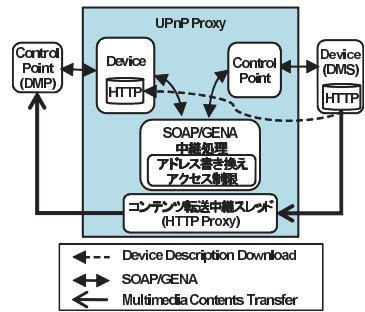 UPnP Proxy
Control
Point
(DMP)
Device
HTTP
Control
Point
Device
(DMS)
HTTP
SOAP/GENA
中継処理
アドレス書き換え
アクセス制限
コンテンツ転送中継スレッド
(HTTP Proxy)
Device Description Download
SOAP/GENA
Multimedia Contents Transfer